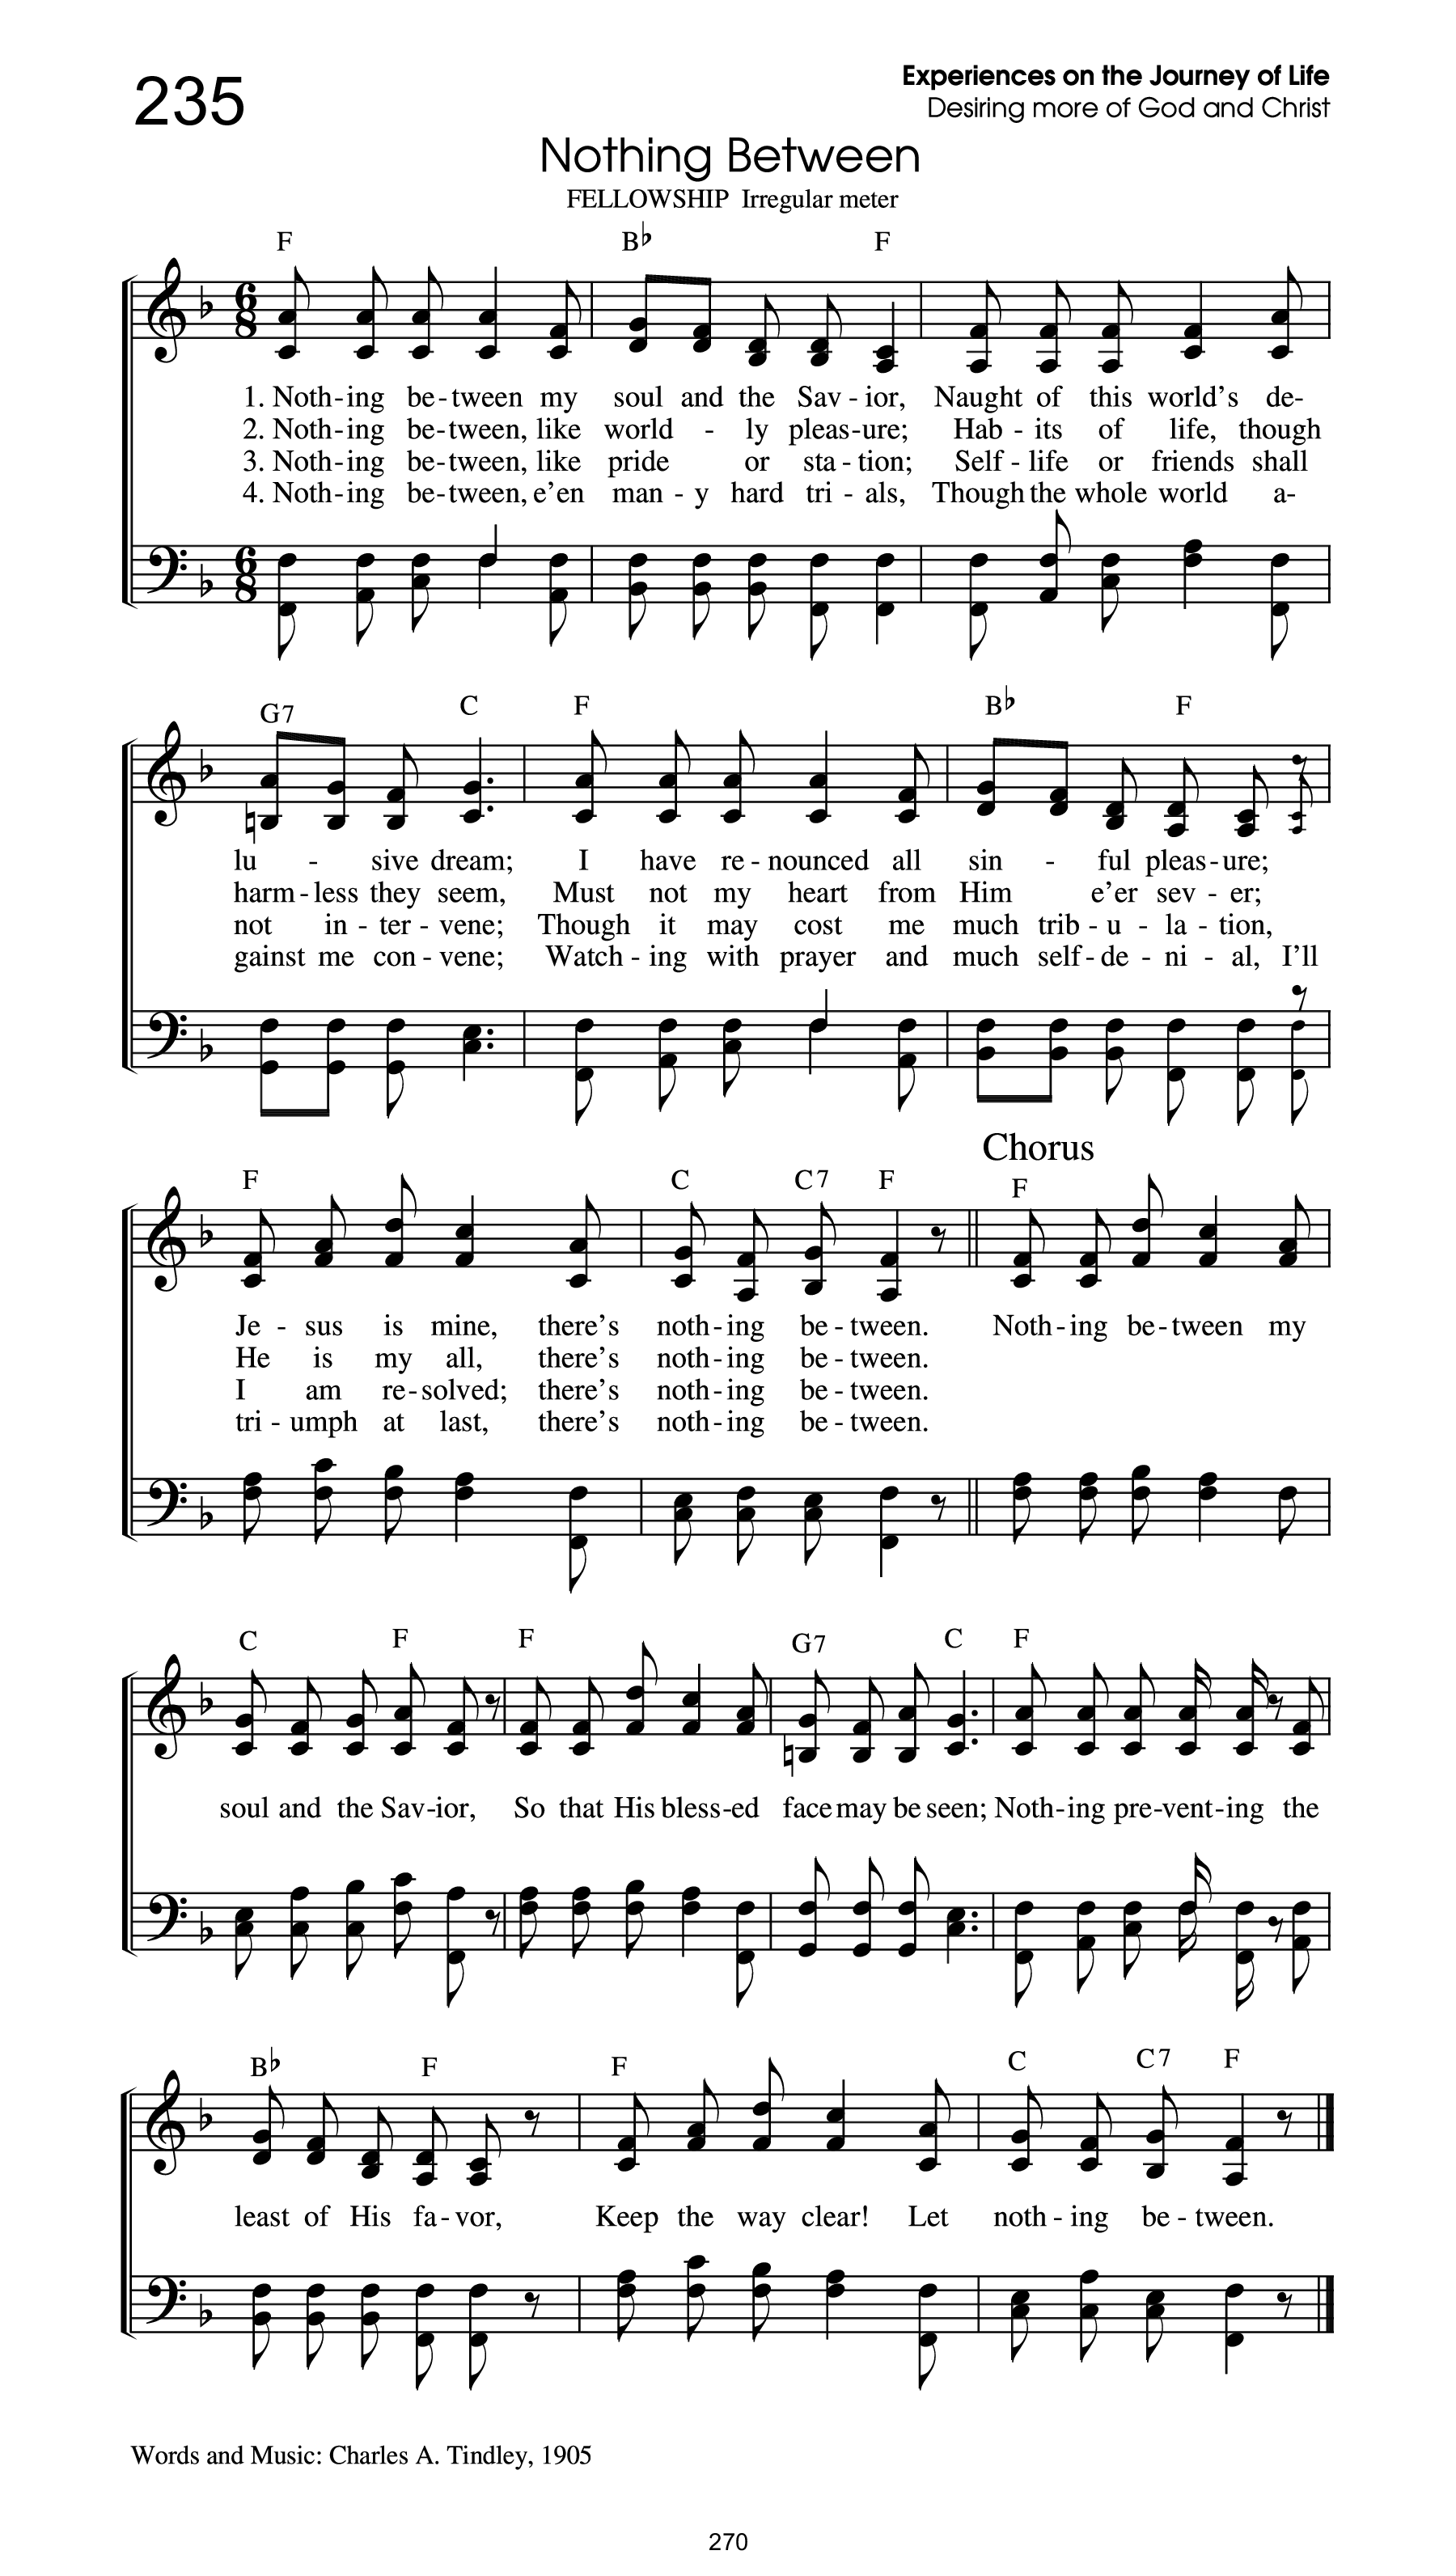 235
Experiences on the Journey of Life
Desiring more of God and Christ
Nothing Between
FELLOWSHIP Irregular meter
F B♭ F
6 8
1. Noth-ing be-tween my soul and the Sav-ior, Naught of this world's de-
2. Noth-ing be-tween, like world - ly pleas-ure; Hab-its of life, though
3. Noth-ing be-tween, like pride or sta-tion; Self-life or friends shall
4. Noth-ing be-tween, e'en man-y hard tri-als, Though the whole world a-
6 8
G7 C F B♭ F
lu - sive dream; I have re-nounced all sin - ful pleas-ure;
harm-less they seem, Must not my heart from Him e'er sev-er;
not in-ter-vene; Though it may cost me much trib-u-la-tion,
gainst me con-vene; Watch-ing with prayer and much self-de-ni-al, I'll
Chorus
F C C7 F F
Je-sus is mine, there's noth-ing be-tween. Noth-ing be-tween my
He is my all, there's noth-ing be-tween.
I am re-solved; there's noth-ing be-tween.
tri-umph at last, there's noth-ing be-tween.
C F F G7 C F
soul and the Sav-ior, So that His bless-ed face may be seen; Noth-ing pre-vent-ing the
B♭ F F C C7 F
least of His fa-vor, Keep the way clear! Let noth-ing be-tween.
Words and Music: Charles A. Tindley, 1905
270